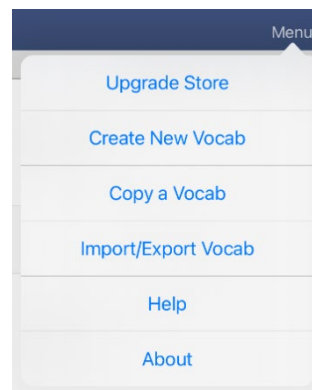 Menu
Upgrade Store
Create New Vocab
Copy a Vocab
Import/Export Vocab
Help
About